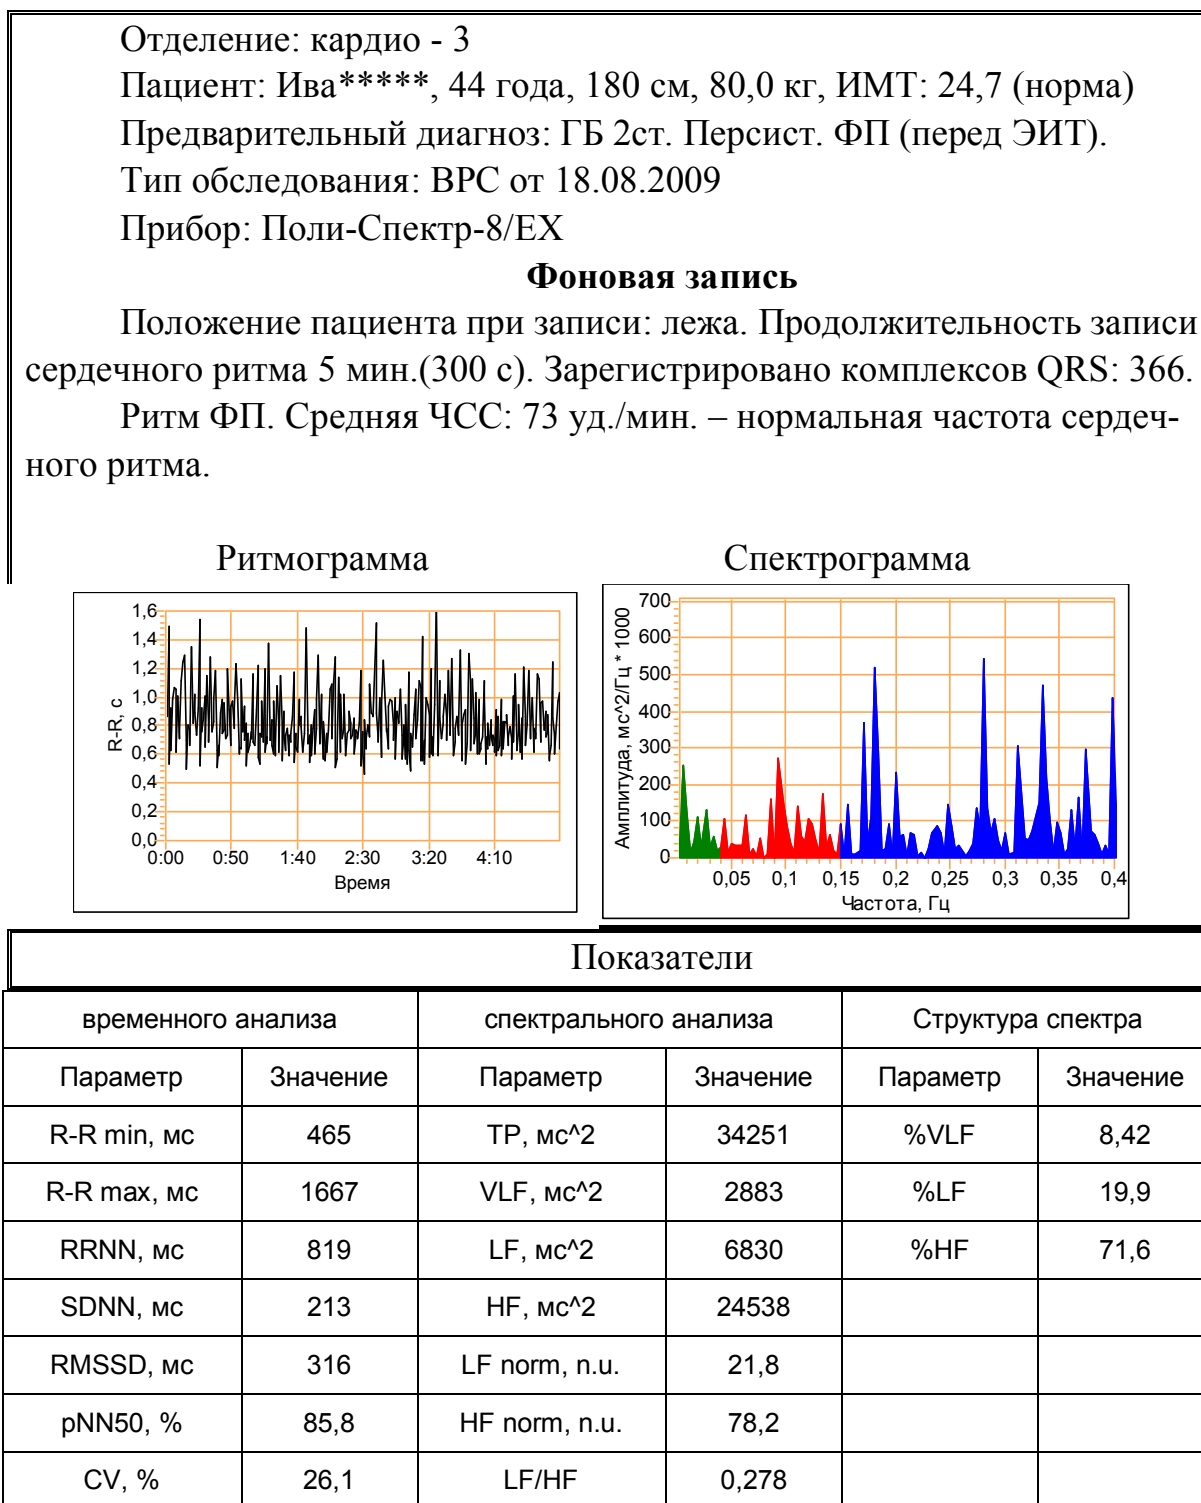 Отделение: кардио - 3
Пациент: Ива*****, 44 года, 180 см, 80,0 кг, ИМТ: 24,7 (норма)
Предварительный диагноз: ГБ 2ст. Персист. ФП (перед ЭИТ).
Тип обследования: ВРС от 18.08.2009
Прибор: Поли-Спектр-8/EX
Фоновая запись
Положение пациента при записи: лежа. Продолжительность записи
сердечного ритма 5 мин.(300 с). Зарегистрировано комплексов QRS: 366.
Ритм ФП. Средняя ЧСС: 73 уд./мин. – нормальная частота сердеч-
ного ритма.
Ритмограмма
1,6
1,4
1,2
1,0
0,8
0,6
0,4
0,2
0,0
R-R, с
0:00 0:50 1:40 2:30 3:20 4:10
Время
Спектрограмма
700
600
500
400
300
200
100
0
Амплитуда, мс^2/Гц * 1000
0,05 0,1 0,15 0,2 0,25 0,3 0,35 0,4
Частота, Гц
Показатели
временного анализа спектрального анализа Структура спектра
Параметр Значение Параметр Значение Параметр Значение
R-R min, мс 465 TP, мс^2 34251 %VLF 8,42
R-R max, мс 1667 VLF, мс^2 2883 %LF 19,9
RRNN, мс 819 LF, мс^2 6830 %HF 71,6
SDNN, мс 213 HF, мс^2 24538
RMSSD, мс 316 LF norm, n.u. 21,8
pNN50, % 85,8 HF norm, n.u. 78,2
CV, % 26,1 LF/HF 0,278